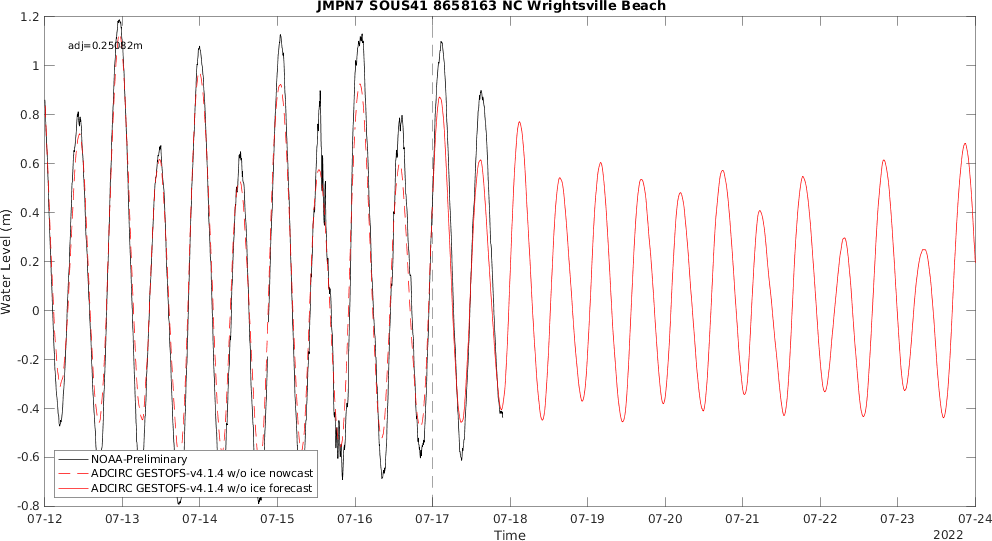 JMPN7 SOUS41 8658163 NC Wrightsville Beach
1.2
adj=0.25082m
1
0.8
0.6
0.4
0.2
0
-0.2
-0.4
-0.6
-0.8
Water Level (m)
NOAA-Preliminary
ADCIRC GESTOFS-v4.1.4 w/o ice nowcast
ADCIRC GESTOFS-v4.1.4 w/o ice forecast
07-12 07-13 07-14 07-15 07-16 07-17 07-18 07-19 07-20 07-21 07-22 07-23 07-24
Time
2022